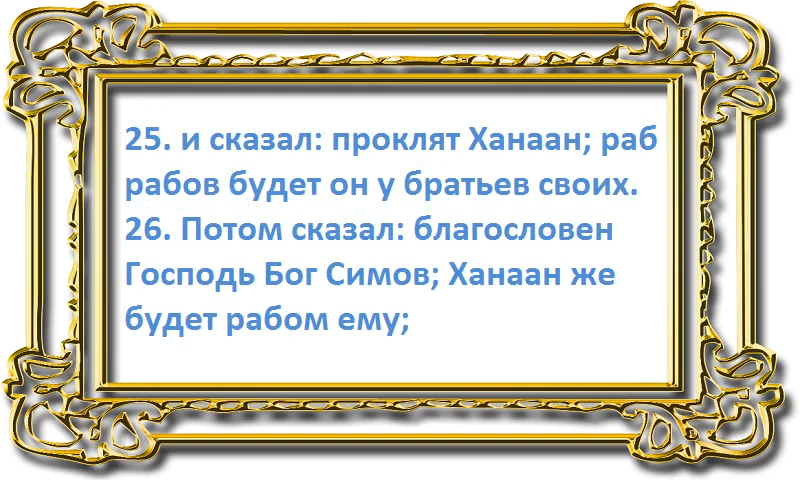 25. и сказал: проклят Ханаан; раб
рабов будет он у братьев своих.
26. Потом сказал: благословен
Господь Бог Симов; Ханаан же
будет рабом ему;